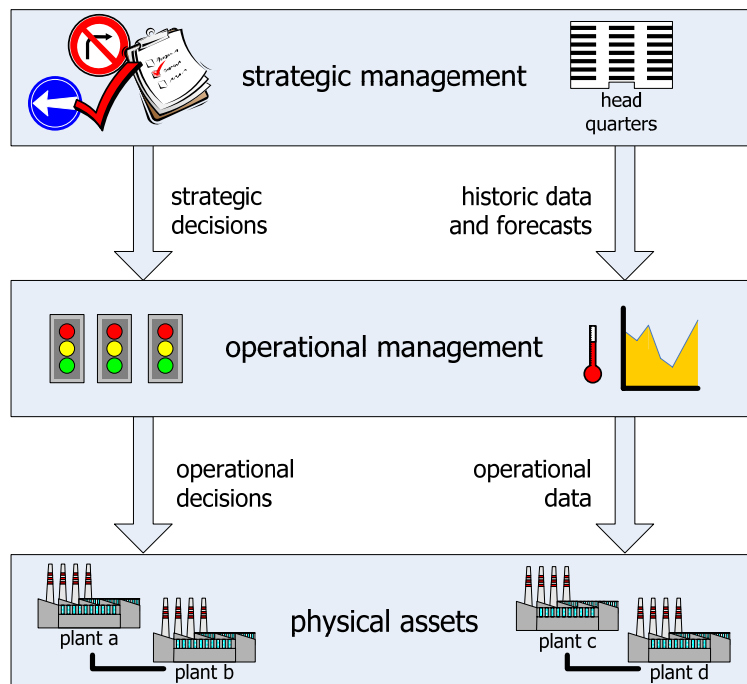 strategic management
head
quarters
strategic
decisions
historic data
and forecasts
operational management
operational
decisions
operational
data
physical assets
plant a
plant b
plant c
plant d